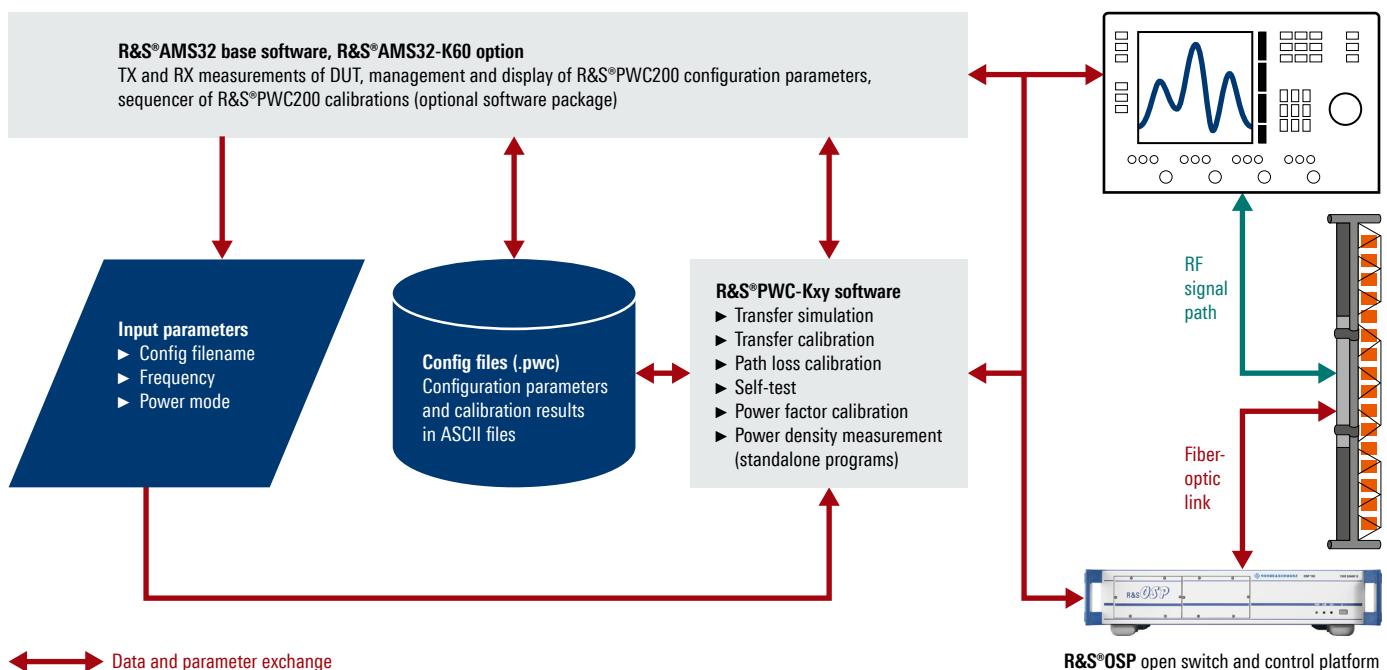 R&S®AMS32 base software, R&S®AMS32-K60 option
TX and RX measurements of DUT, management and display of R&S®PWC200 configuration parameters,
sequencer of R&S®PWC200 calibrations (optional software package)
Input parameters
► Config filename
► Frequency
► Power mode
Config files (.pwc)
Configuration parameters
and calibration results
in ASCII files
R&S®PWC-Kxy software
► Transfer simulation
► Transfer calibration
► Path loss calibration
► Self-test
► Power factor calibration
► Power density measurement
(standalone programs)
RF
signal
path
Fiber-
optic
link
ROHDE&SCHWARZ
R&S OSP
Data and parameter exchange
R&S®OSP open switch and control platform